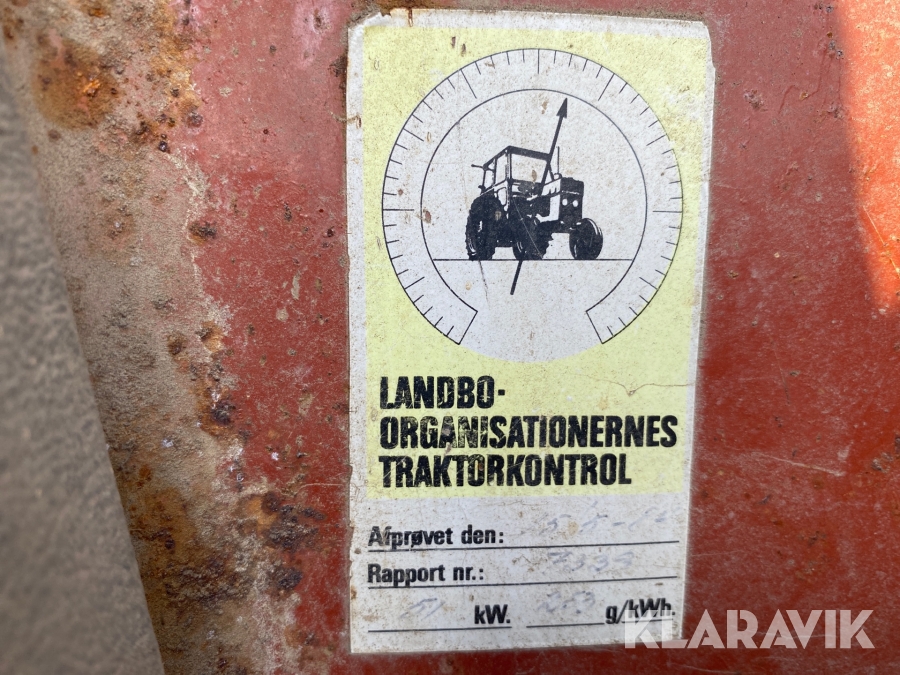 LANDBO-
ORGANISATIONERNES
TRAKTORKONTROL
Afprøvet den:
Rapport nr.:
kW. g/kWh.
KLARAVIK